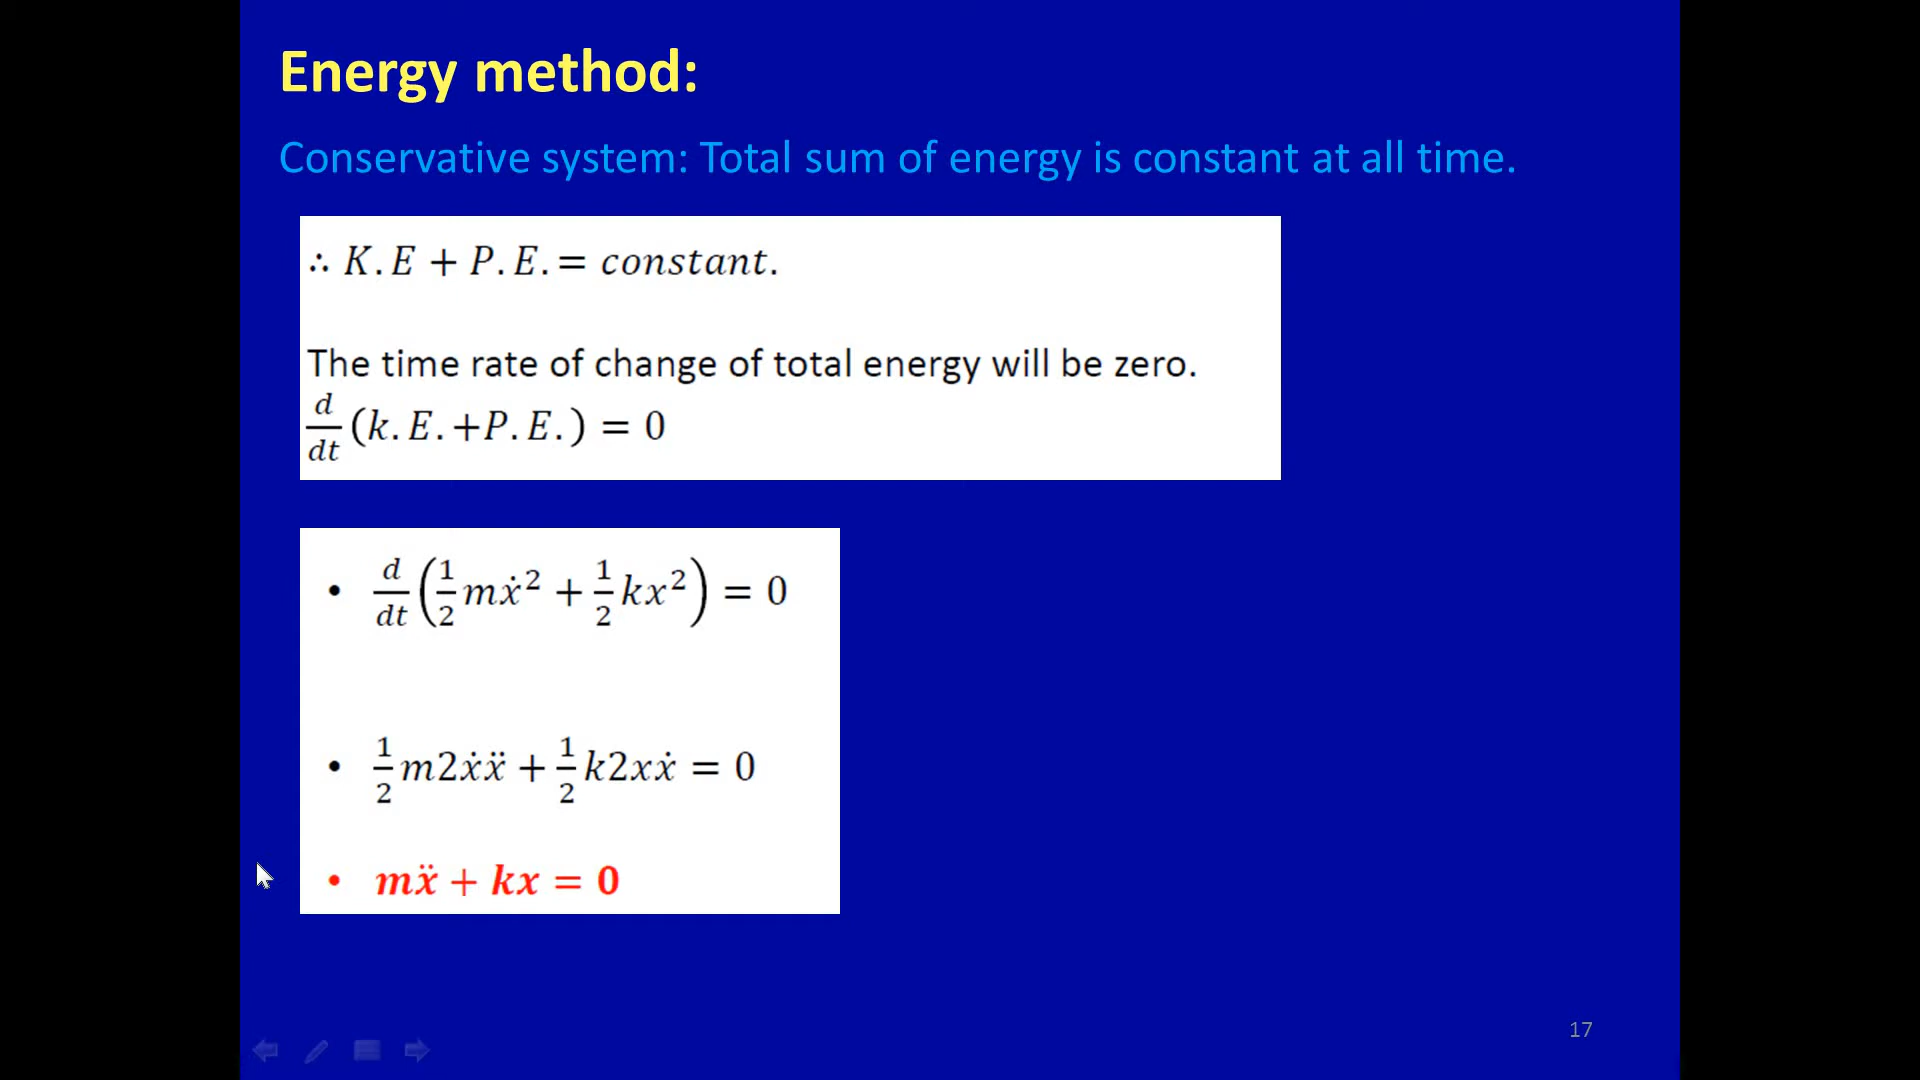 Energy method:
Conservative system: Total sum of energy is constant at all time.
∴ K.E + P.E. = constant.
The time rate of change of total energy will be zero.
d/dt (k.E.+P.E.) = 0
• d/dt (1/2 mẋ² + 1/2 kx²) = 0
• 1/2 m2ẋẍ + 1/2 k2xẋ = 0
• mẍ + kx = 0
17